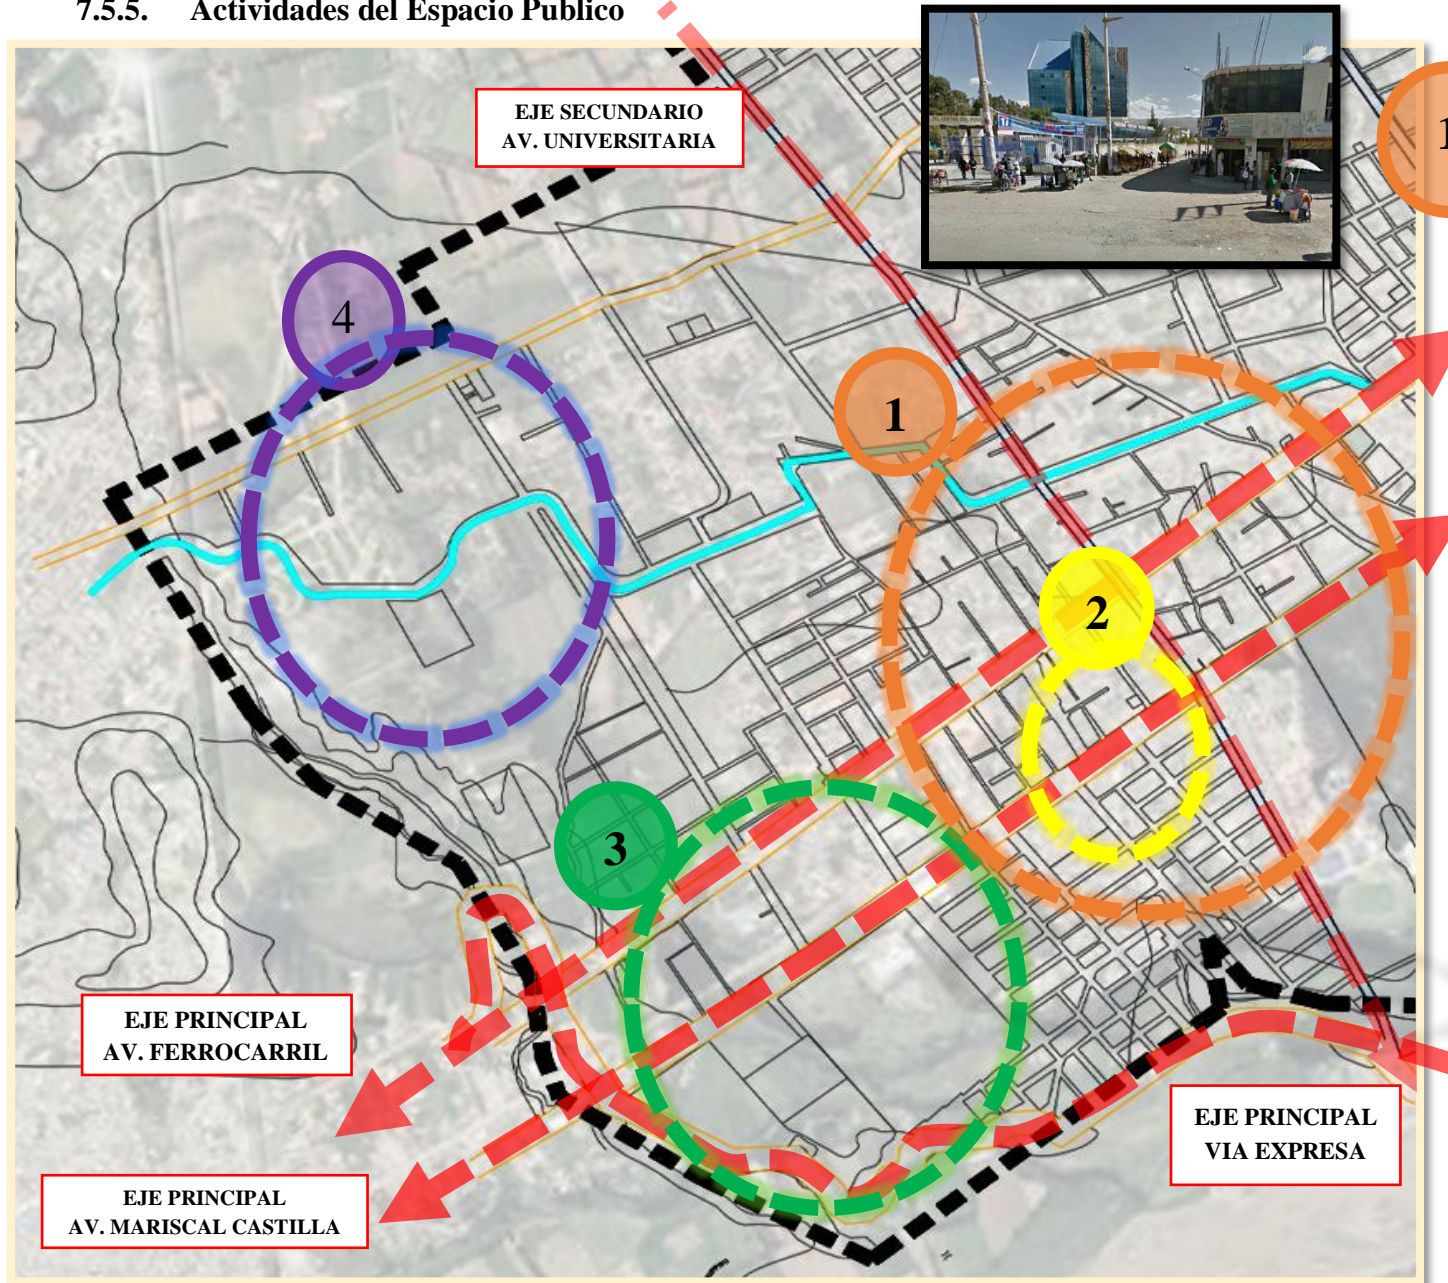 7.5.5. Actividades del Espacio Publico
EJE SECUNDARIO
AV. UNIVERSITARIA
1
4
1
2
3
EJE PRINCIPAL
AV. FERROCARRIL
EJE PRINCIPAL
VIA EXPRESA
EJE PRINCIPAL
AV. MARISCAL CASTILLA